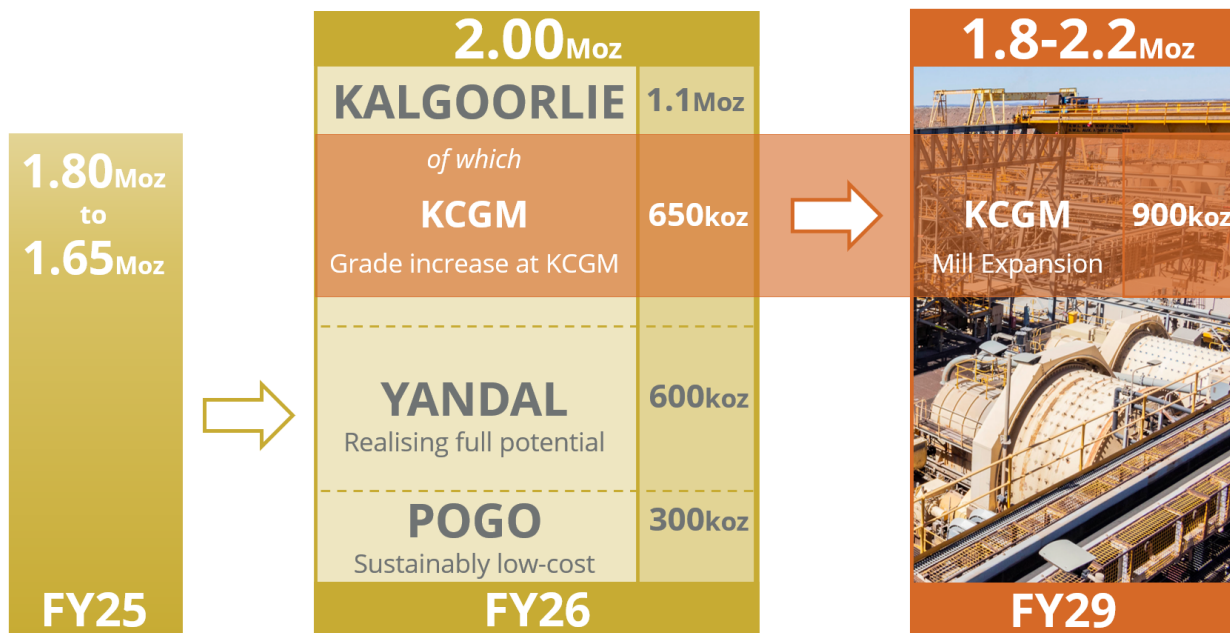 1.80Moz
to
1.65Moz
FY25
2.00Moz
KALGOORLIE 1.1Moz
of which
KCGM 650koz
Grade increase at KCGM
YANDAL 600koz
Realising full potential
POGO 300koz
Sustainably low-cost
FY26
1.8-2.2Moz
KCGM 900koz
Mill Expansion
FY29